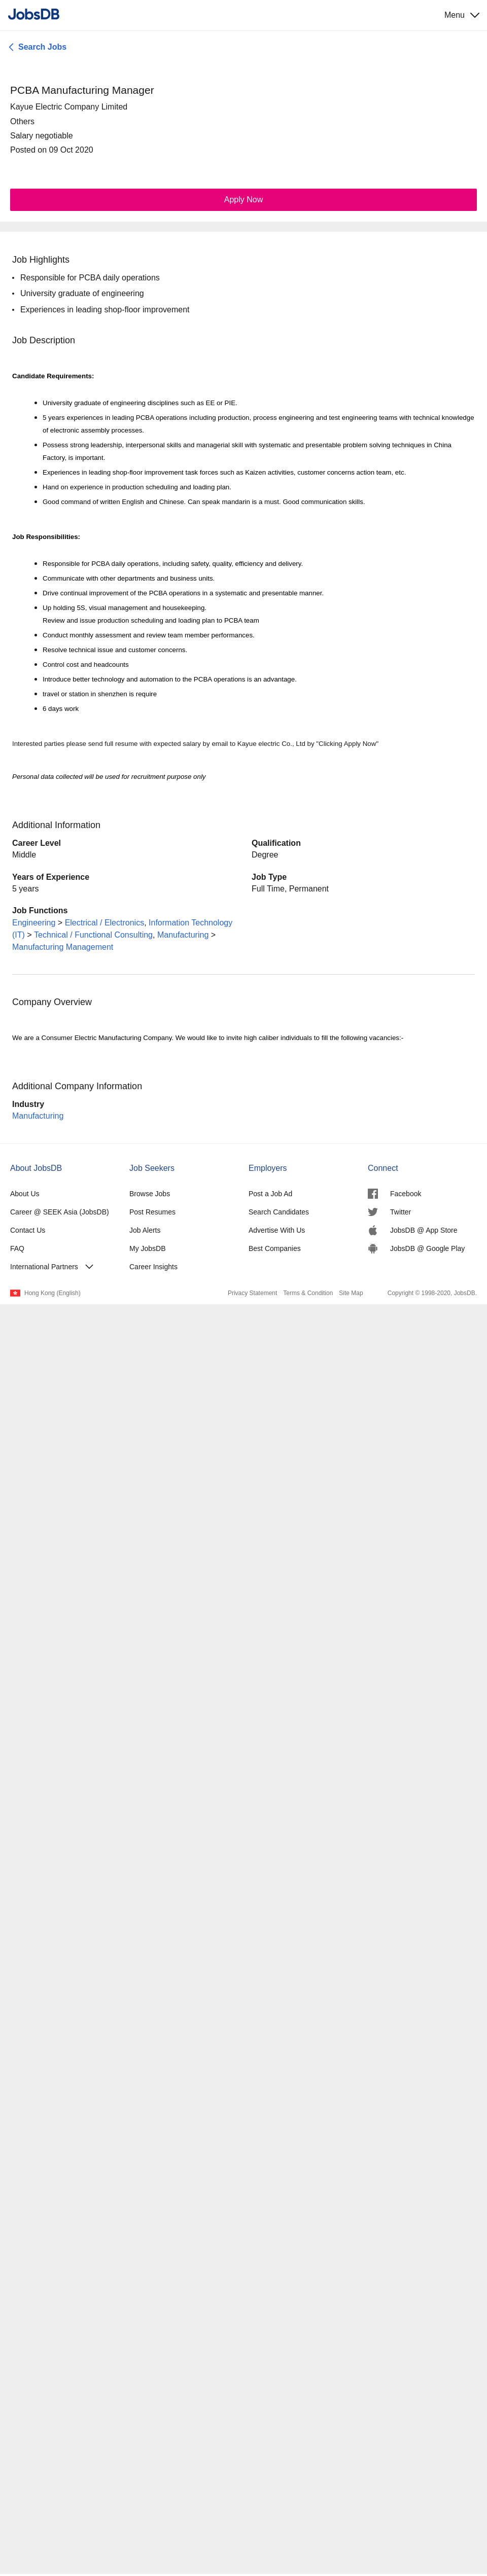 JobsDB
Menu
Search Jobs
PCBA Manufacturing Manager
Kayue Electric Company Limited
Others
Salary negotiable
Posted on 09 Oct 2020
Apply Now
Job Highlights
• Responsible for PCBA daily operations
• University graduate of engineering
• Experiences in leading shop-floor improvement
Job Description
Candidate Requirements:
• University graduate of engineering disciplines such as EE or PIE.
• 5 years experiences in leading PCBA operations including production, process engineering and test engineering teams with technical knowledge
of electronic assembly processes.
• Possess strong leadership, interpersonal skills and managerial skill with systematic and presentable problem solving techniques in China
Factory, is important.
• Experiences in leading shop-floor improvement task forces such as Kaizen activities, customer concerns action team, etc.
• Hand on experience in production scheduling and loading plan.
• Good command of written English and Chinese. Can speak mandarin is a must. Good communication skills.
Job Responsibilities:
• Responsible for PCBA daily operations, including safety, quality, efficiency and delivery.
• Communicate with other departments and business units.
• Drive continual improvement of the PCBA operations in a systematic and presentable manner.
• Up holding 5S, visual management and housekeeping.
Review and issue production scheduling and loading plan to PCBA team
• Conduct monthly assessment and review team member performances.
• Resolve technical issue and customer concerns.
• Control cost and headcounts
• Introduce better technology and automation to the PCBA operations is an advantage.
• travel or station in shenzhen is require
• 6 days work
Interested parties please send full resume with expected salary by email to Kayue electric Co., Ltd by "Clicking Apply Now"
Personal data collected will be used for recruitment purpose only
Additional Information
Career Level
Middle
Qualification
Degree
Years of Experience
5 years
Job Type
Full Time, Permanent
Job Functions
Engineering > Electrical / Electronics, Information Technology
(IT) > Technical / Functional Consulting, Manufacturing >
Manufacturing Management
Company Overview
We are a Consumer Electric Manufacturing Company. We would like to invite high caliber individuals to fill the following vacancies:-
Additional Company Information
Industry
Manufacturing
About JobsDB
About Us
Career @ SEEK Asia (JobsDB)
Contact Us
FAQ
International Partners
Job Seekers
Browse Jobs
Post Resumes
Job Alerts
My JobsDB
Career Insights
Employers
Post a Job Ad
Search Candidates
Advertise With Us
Best Companies
Connect
Facebook
Twitter
JobsDB @ App Store
JobsDB @ Google Play
Hong Kong (English)
Privacy Statement Terms & Condition Site Map
Copyright © 1998-2020, JobsDB.